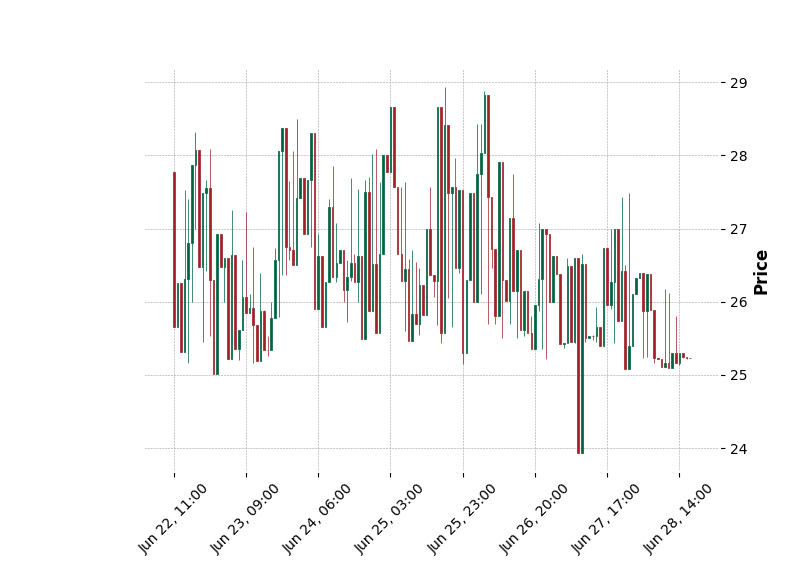 29
28
27
26
25
24
Price
Jun 22, 11:00
Jun 23, 09:00
Jun 24, 06:00
Jun 25, 03:00
Jun 25, 23:00
Jun 26, 20:00
Jun 27, 17:00
Jun 28, 14:00